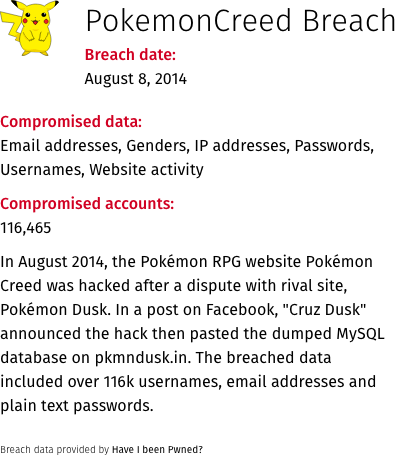 PokemonCreed Breach
Breach date:
August 8, 2014
Compromised data:
Email addresses, Genders, IP addresses, Passwords,
Usernames, Website activity
Compromised accounts:
116,465
In August 2014, the Pokémon RPG website Pokémon
Creed was hacked after a dispute with rival site,
Pokémon Dusk. In a post on Facebook, "Cruz Dusk"
announced the hack then pasted the dumped MySQL
database on pkmndusk.in. The breached data
included over 116k usernames, email addresses and
plain text passwords.
Breach data provided by Have I been Pwned?